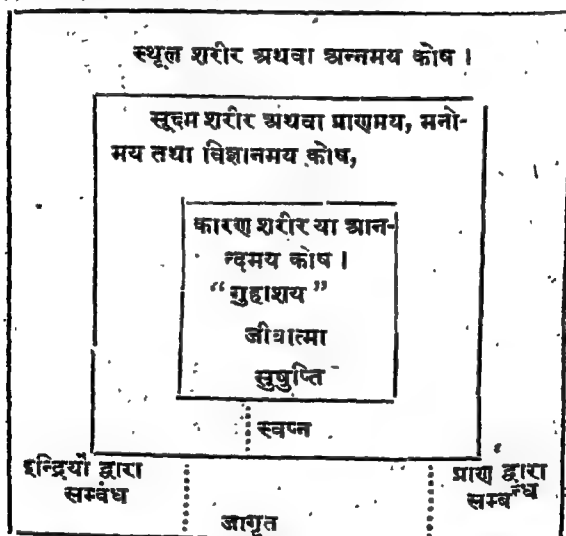 स्थूल शरीर अथवा अन्नमय कोष ।
सूक्ष्म शरीर अथवा प्राणमय, मनो-
मय तथा विज्ञानमय कोष,
कारण शरीर या आन-
न्दमय कोष ।
“गुहाशय”
जीवात्मा
सुषुप्ति
स्वप्न
इन्द्रियों द्वारा
सम्बंध
प्राण द्वारा
सम्बन्ध
जागृत